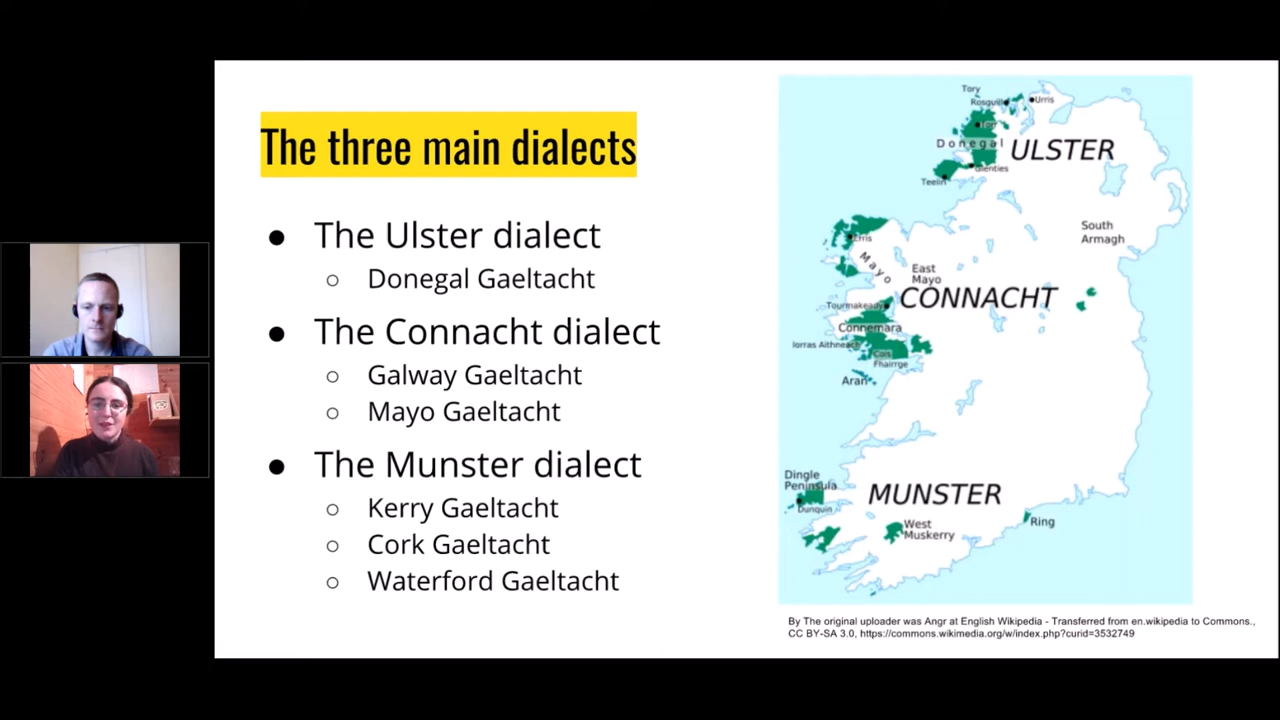 The three main dialects
● The Ulster dialect
○ Donegal Gaeltacht
● The Connacht dialect
○ Galway Gaeltacht
○ Mayo Gaeltacht
● The Munster dialect
○ Kerry Gaeltacht
○ Cork Gaeltacht
○ Waterford Gaeltacht
Tory
Rosguill
Urris
Tory
Donegal
ULSTER
Glenties
Teelin
South
Armagh
Erris
Mayo
East
Mayo
CONNACHT
Tourmakeady
Connemara
Iorras Aithneach
Cois
Fhairrge
Aran
Dingle
Peninsula
Dunquin
MUNSTER
West
Muskerry
Ring
By The original uploader was Angr at English Wikipedia - Transferred from en.wikipedia to Commons.,
CC BY-SA 3.0, https://commons.wikimedia.org/w/index.php?curid=3532749